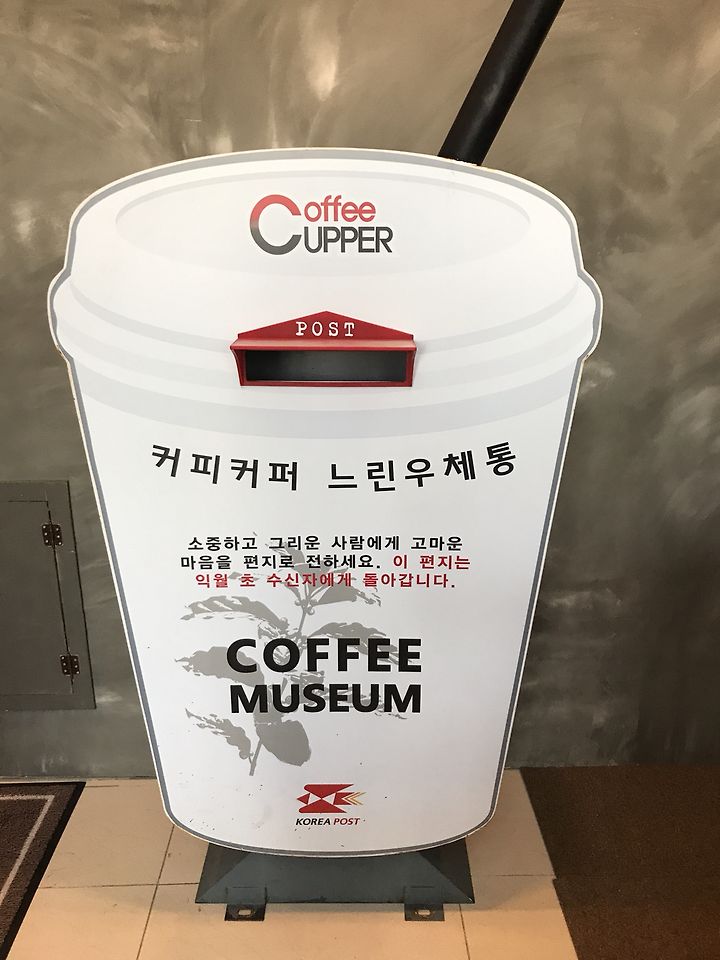 Coffee
CUPPER
POST
커피커퍼 느린우체통
소중하고 그리운 사람에게 고마운
마음을 편지로 전하세요. 이 편지는
익월 초 수신자에게 돌아갑니다.
COFFEE
MUSEUM
KOREA POST